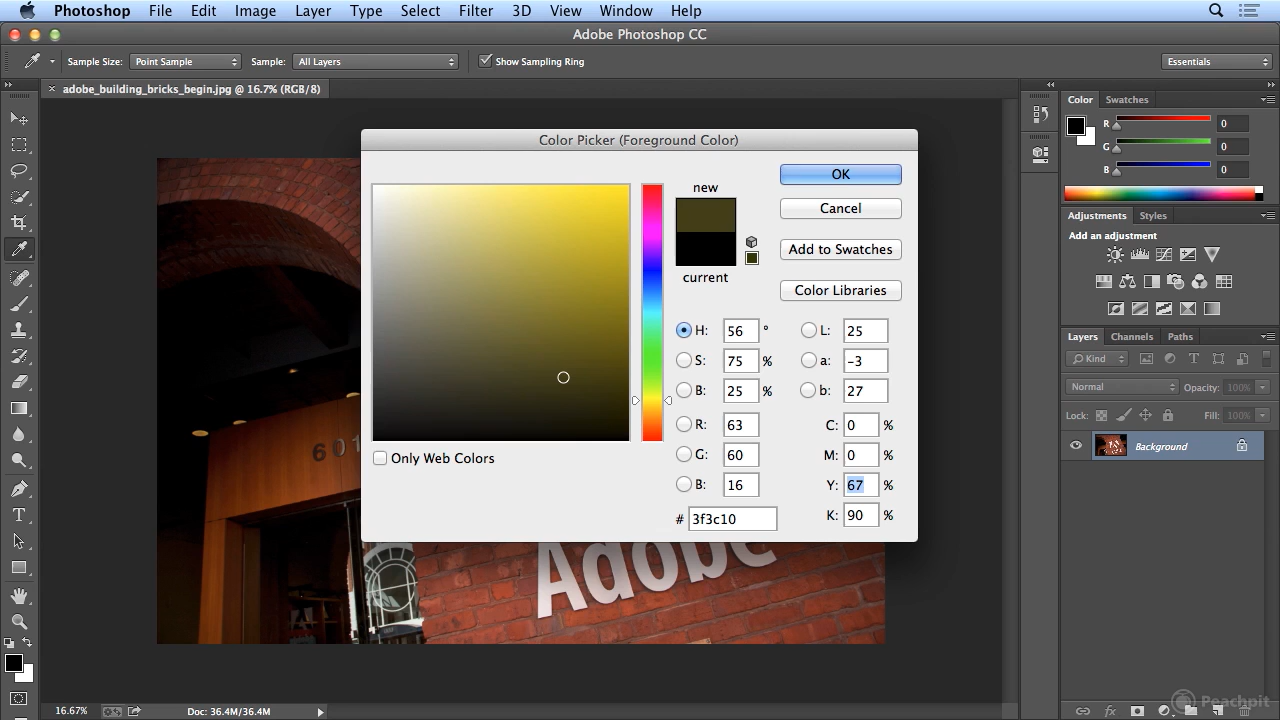 Photoshop File Edit Image Layer Type Select Filter 3D View Window Help
Adobe Photoshop CC
Sample Size: Point Sample Sample: All Layers Show Sampling Ring Essentials
× adobe_building_bricks_begin.jpg @ 16.7% (RGB/8)
Color Swatches
R 0
G 0
B 0
Color Picker (Foreground Color)
new
current
OK
Cancel
Add to Swatches
Color Libraries
H: 56 °
S: 75 %
B: 25 %
R: 63
G: 60
B: 16
# 3f3c10
L: 25
a: -3
b: 27
C: 0 %
M: 0 %
Y: 67 %
K: 90 %
Only Web Colors
Adjustments Styles
Add an adjustment
Layers Channels Paths
Kind
Normal Opacity: 100%
Lock: Fill: 100%
Background
601
Adobe
16.67% Doc: 36.4M/36.4M
Peachpit